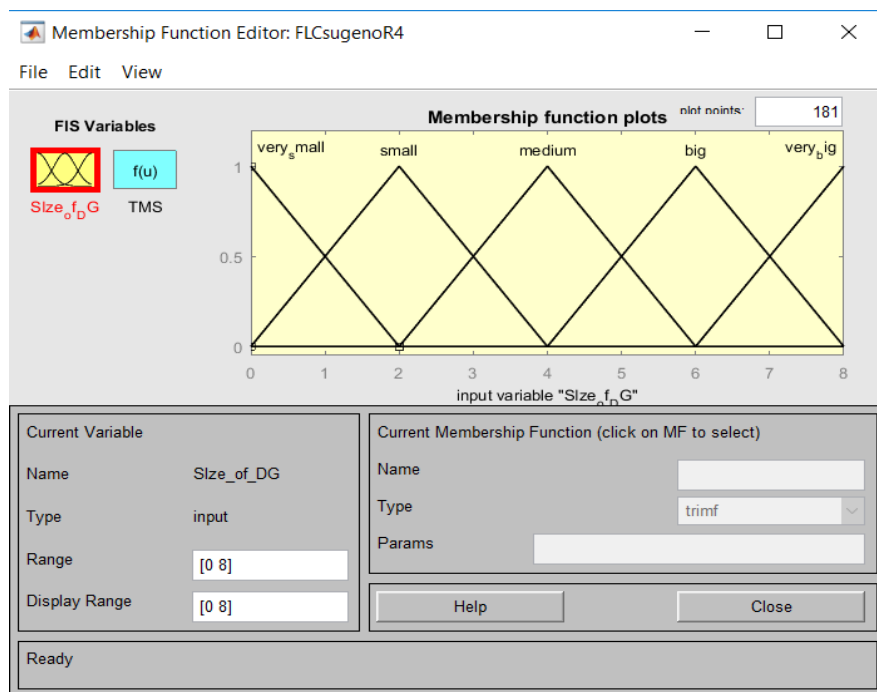 Membership Function Editor: FLCsugenoR4
File Edit View
FIS Variables
f(u)
SIze_of_DG
TMS
Membership function plots
plot points:
181
very_small
small
medium
big
very_big
1
0.5
0
0 1 2 3 4 5 6 7 8
input variable "SIze_of_DG"
Current Variable
Name SIze_of_DG
Type input
Range [0 8]
Display Range [0 8]
Current Membership Function (click on MF to select)
Name
Type trimf
Params
Help
Close
Ready